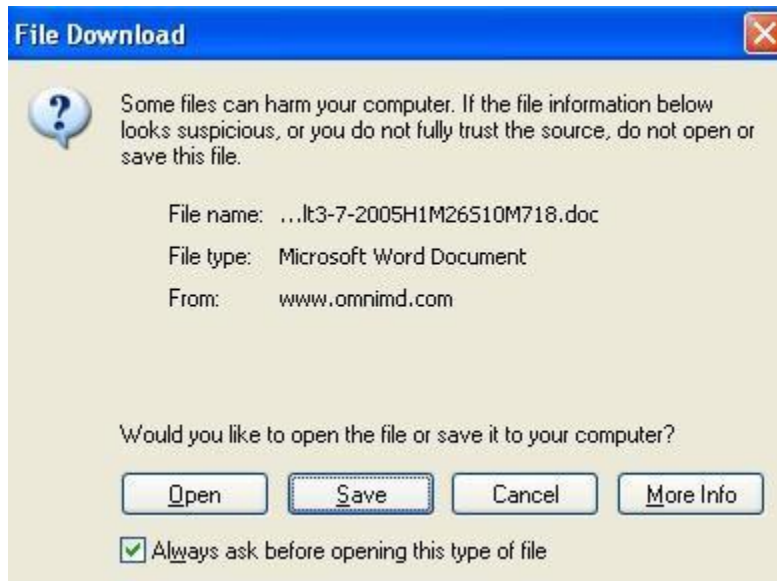 File Download
Some files can harm your computer. If the file information below
looks suspicious, or you do not fully trust the source, do not open or
save this file.
File name: ...lt3-7-2005H1M26S10M718.doc
File type: Microsoft Word Document
From: www.omnimd.com
Would you like to open the file or save it to your computer?
Open Save Cancel More Info
Always ask before opening this type of file